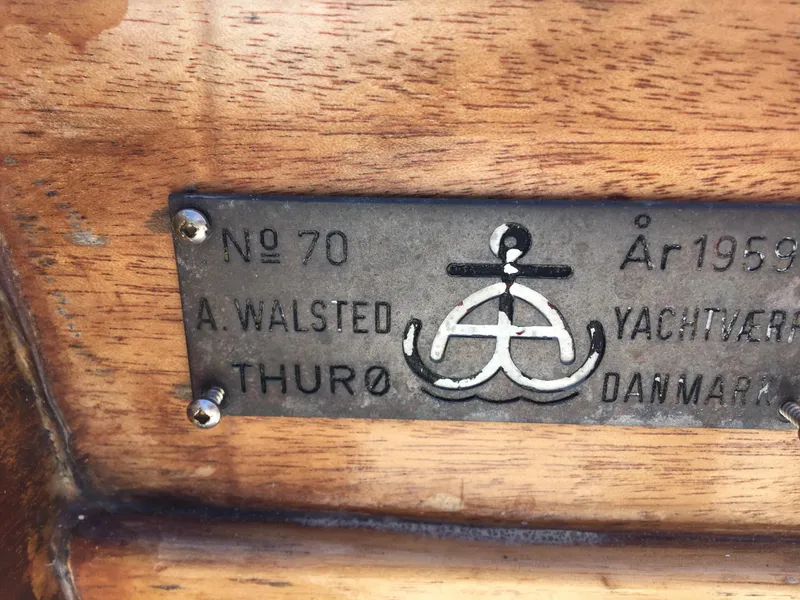 Nº 70 År 1959
A. WALSTED YACHTVÆRF
THURØ DANMARK